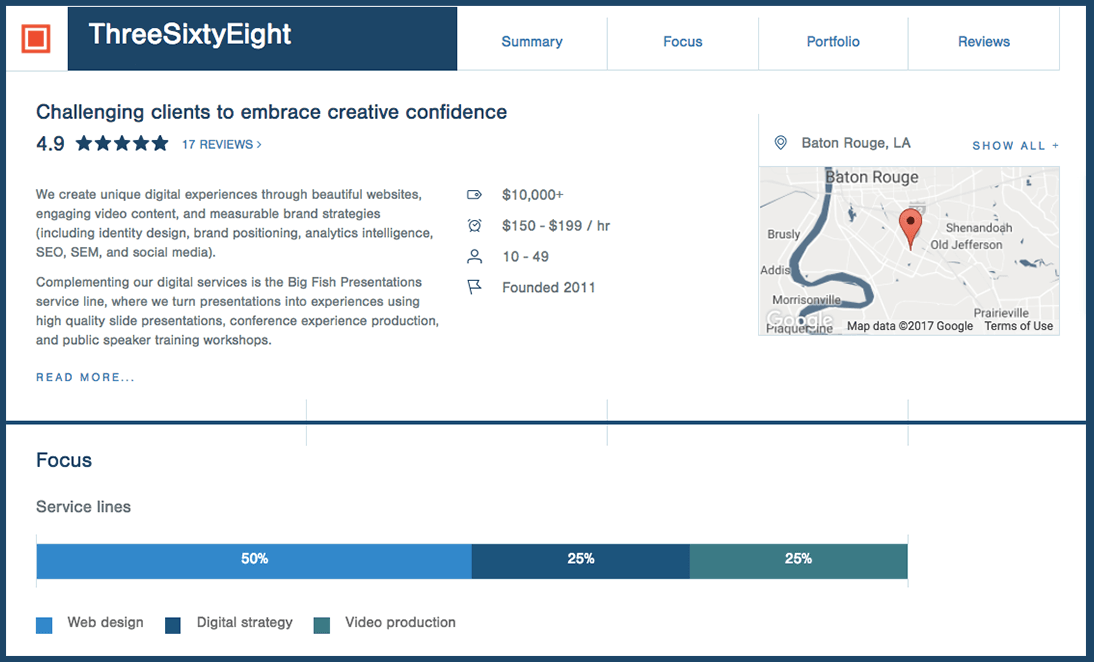 ThreeSixtyEight
Summary
Focus
Portfolio
Reviews
Challenging clients to embrace creative confidence
4.9
17 REVIEWS >
We create unique digital experiences through beautiful websites,
engaging video content, and measurable brand strategies
(including identity design, brand positioning, analytics intelligence,
SEO, SEM, and social media).
Complementing our digital services is the Big Fish Presentations
service line, where we turn presentations into experiences using
high quality slide presentations, conference experience production,
and public speaker training workshops.
READ MORE...
$10,000+
$150 - $199 / hr
10 - 49
Founded 2011
Baton Rouge, LA
SHOW ALL +
Baton Rouge
Shenandoah
Brusly
Old Jefferson
Addis
Morrisonville
Prairieville
Google
Plaquemine
Map data ©2017 Google
Terms of Use
Focus
Service lines
50%
25%
25%
Web design
Digital strategy
Video production